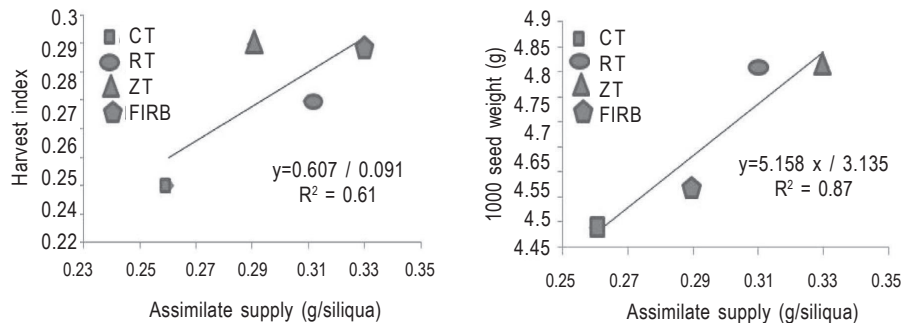 0.3
0.29
0.28
0.27
0.26
0.25
0.24
0.22
Harvest index
CT
RT
ZT
FIRB
y=0.607 / 0.091
R² = 0.61
0.23 0.27 0.29 0.31 0.33 0.35
Assimilate supply (g/siliqua)
4.9
4.85
4.8
4.75
4.7
4.65
4.6
4.55
4.5
4.45
1000 seed weight (g)
CT
RT
ZT
FIRB
y=5.158 x / 3.135
R² = 0.87
0.25 0.27 0.29 0.31 0.33 0.35
Assimilate supply (g/siliqua)